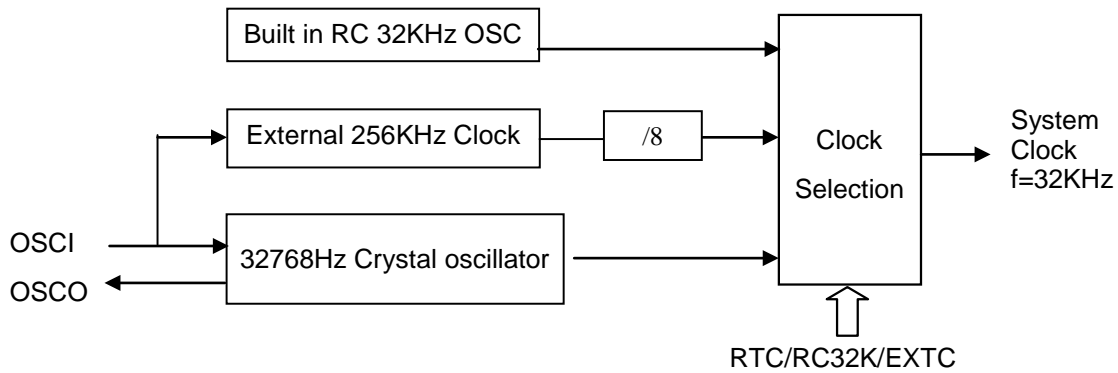 Built in RC 32KHz OSC
External 256KHz Clock
/8
Clock
Selection
System
Clock
f=32KHz
OSCI
OSCO
32768Hz Crystal oscillator
RTC/RC32K/EXTC